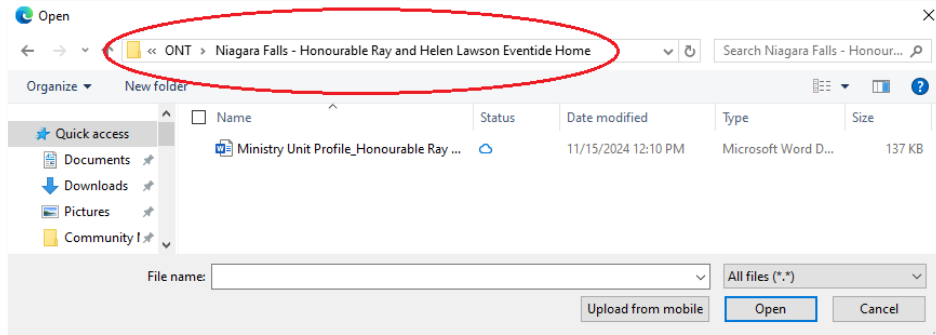 Open
« ONT > Niagara Falls - Honourable Ray and Helen Lawson Eventide Home
Search Niagara Falls - Honour...
Organize
New folder
Name Status Date modified Type Size
Quick access
Documents
Downloads
Pictures
Community
Ministry Unit Profile_Honourable Ray ... 11/15/2024 12:10 PM Microsoft Word D... 137 KB
File name:
All files (*.*)
Upload from mobile
Open
Cancel